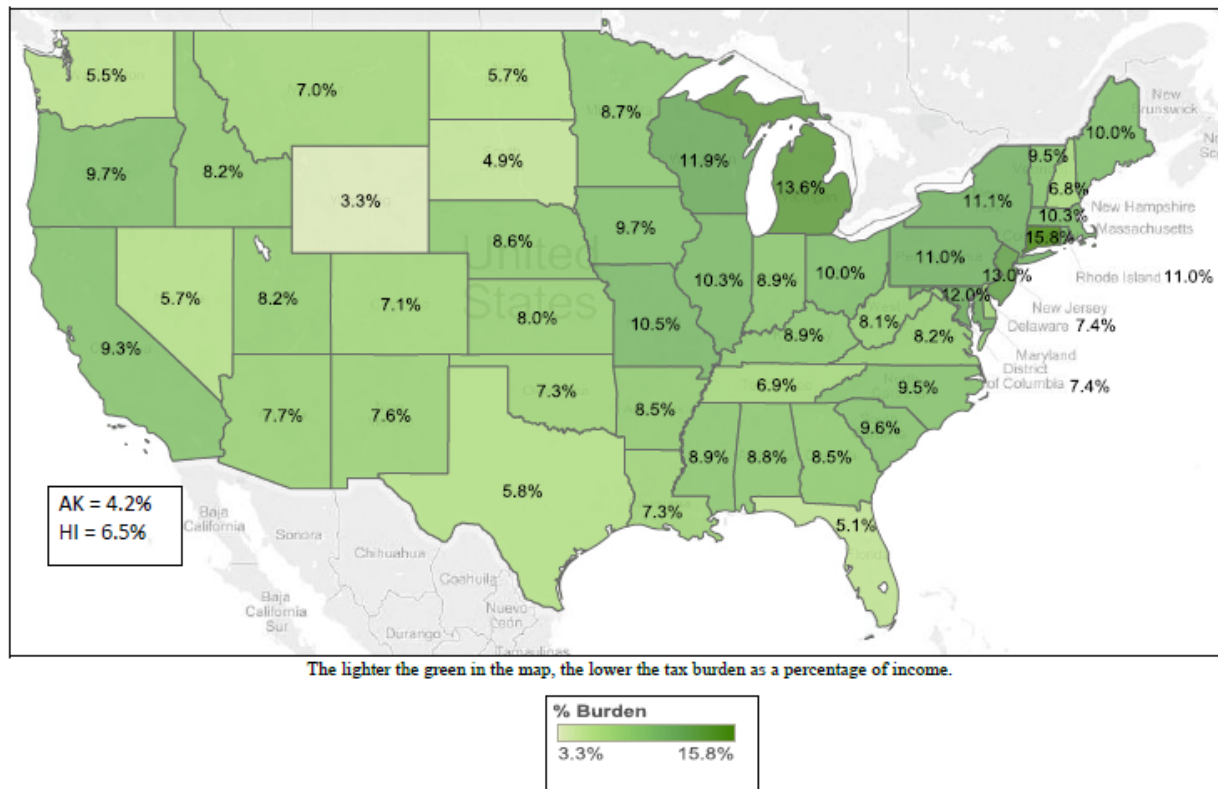 5.5%
7.0%
5.7%
8.7%
New
Brunswick
10.0%
9.5%
6.8%
9.7%
8.2%
3.3%
4.9%
11.9%
13.6%
11.1%
New Hampshire
10.3%
Massachusetts
15.8%
Rhode Island 11.0%
8.6%
9.7%
United
States
5.7%
8.2%
7.1%
8.0%
10.5%
10.3%
8.9%
10.0%
11.0%
13.0%
12.0%
New Jersey
Delaware 7.4%
Maryland
District
of Columbia 7.4%
8.1%
8.2%
8.9%
9.3%
6.9%
9.5%
7.7%
7.6%
7.3%
8.5%
9.6%
8.9%
8.8%
8.5%
5.8%
7.3%
5.1%
AK = 4.2%
HI = 6.5%
Baja
California
Sonora
Chihuahua
Coahuila
Baja
California
Sur
Nuevo
León
Durango
Tamaulipas
The lighter the green in the map, the lower the tax burden as a percentage of income.
% Burden
3.3% 15.8%